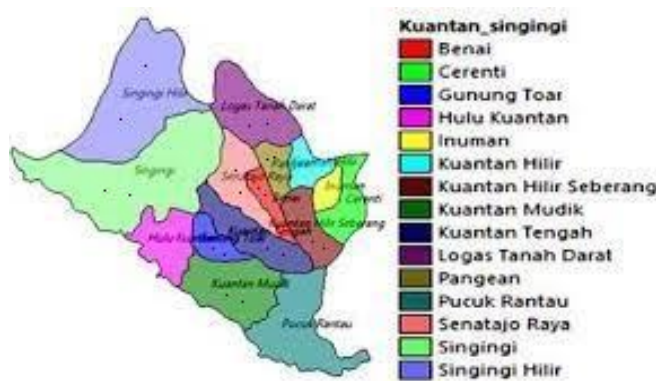 Kuantan_singingi
Benai
Cerenti
Gunung Toar
Hulu Kuantan
Inuman
Kuantan Hilir
Kuantan Hilir Seberang
Kuantan Mudik
Kuantan Tengah
Logas Tanah Darat
Pangean
Pucuk Rantau
Senatajo Raya
Singingi
Singingi Hilir
Singingi Hilir
Logas Tanah Darat
Singingi
Inuman
Cerenti
Kuantan Hilir Seberang
Kuantan Mudik
Pucuk Rantau